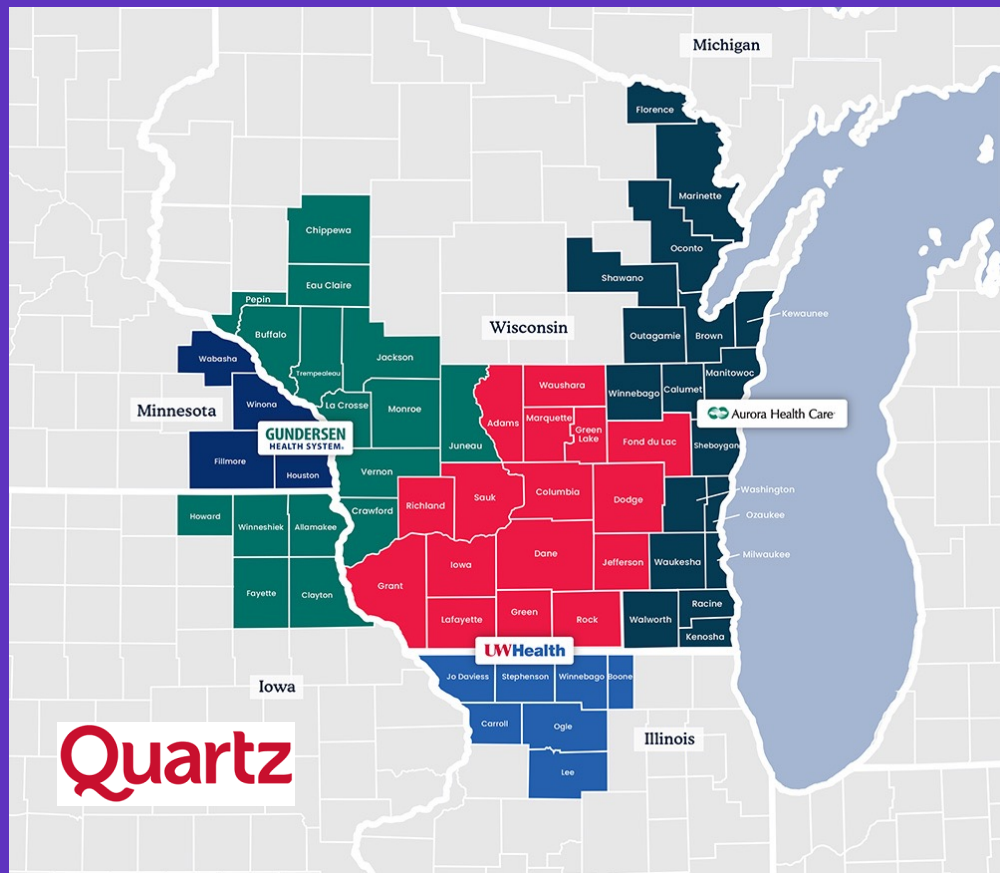 Michigan
Florence
Marinette
Chippewa
Oconto
Shawano
Eau Claire
Pepin
Kewaunee
Wisconsin
Buffalo
Outagamie
Brown
Wabasha
Jackson
Trempealeau
Manitowoc
Waushara
Winnebago
Calumet
Minnesota
Winona
La Crosse
Monroe
Adams
Marquette
Green
Lake
Aurora Health Care
GUNDERSEN
HEALTH SYSTEM
Juneau
Fond du Lac
Sheboygan
Fillmore
Houston
Vernon
Washington
Richland
Sauk
Columbia
Dodge
Howard
Winneshiek
Allamakee
Crawford
Ozaukee
Dane
Jefferson
Waukesha
Milwaukee
Grant
Iowa
Fayette
Clayton
Lafayette
Green
Rock
Walworth
Racine
Kenosha
UWHealth
Jo Daviess
Stephenson
Winnebago
Boone
Iowa
Carroll
Ogle
Illinois
Quartz
Lee